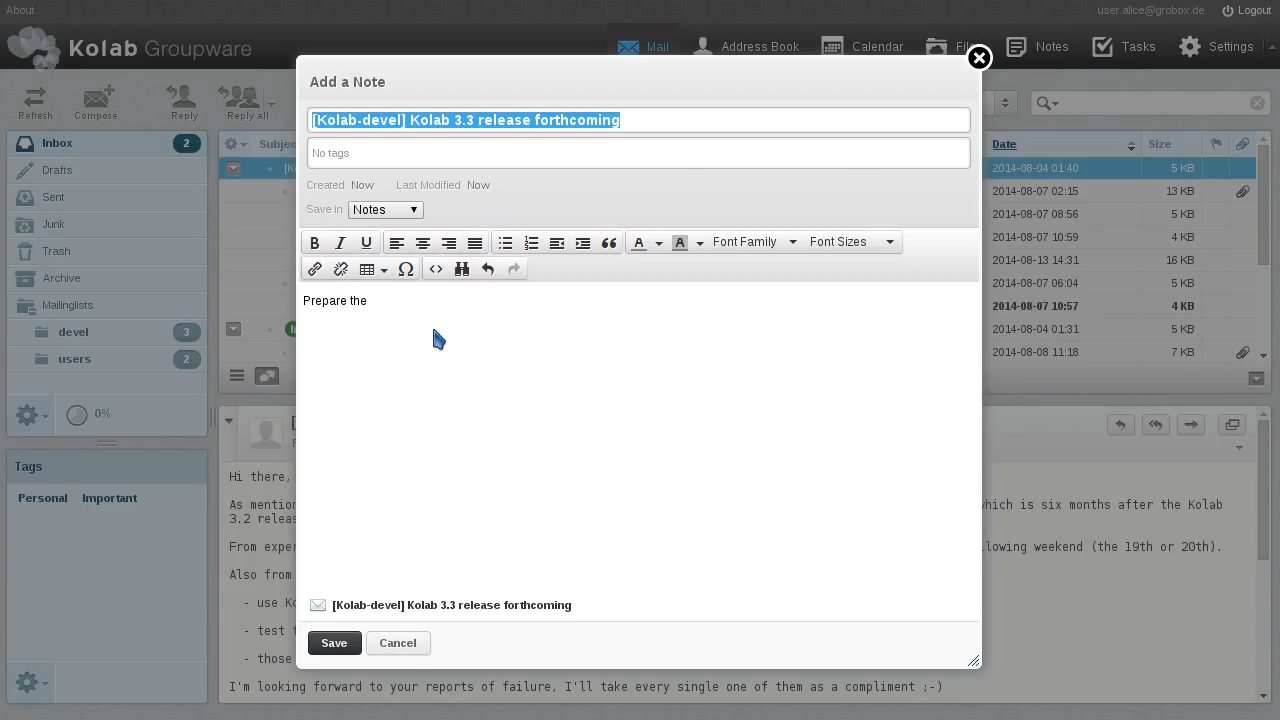 About
user.alice@grobox.de Logout
Kolab Groupware
Mail Address Book Calendar Notes Tasks Settings
Refresh Compose Reply Reply all
Add a Note
[Kolab-devel] Kolab 3.3 release forthcoming
No tags
Created Now Last Modified Now
Save in Notes
B I U A A Font Family Font Sizes
Prepare the
[Kolab-devel] Kolab 3.3 release forthcoming
Save Cancel
Inbox 2
Drafts
Sent
Junk
Trash
Archive
Mailinglists
devel 3
users 2
0%
Tags
Personal Important
Date Size
2014-08-04 01:40 5 KB
2014-08-07 02:15 13 KB
2014-08-07 08:56 5 KB
2014-08-07 10:59 4 KB
2014-08-13 14:31 16 KB
2014-08-07 06:04 5 KB
2014-08-07 10:57 4 KB
2014-08-04 01:31 5 KB
2014-08-08 11:18 7 KB
Hi there,
As which is six months after the Kolab
3.2
From weekend (the 19th or 20th).
Also from
- use
- test
- those
I'm looking forward to your reports of failure, I'll take every single one of them as a compliment ;-)